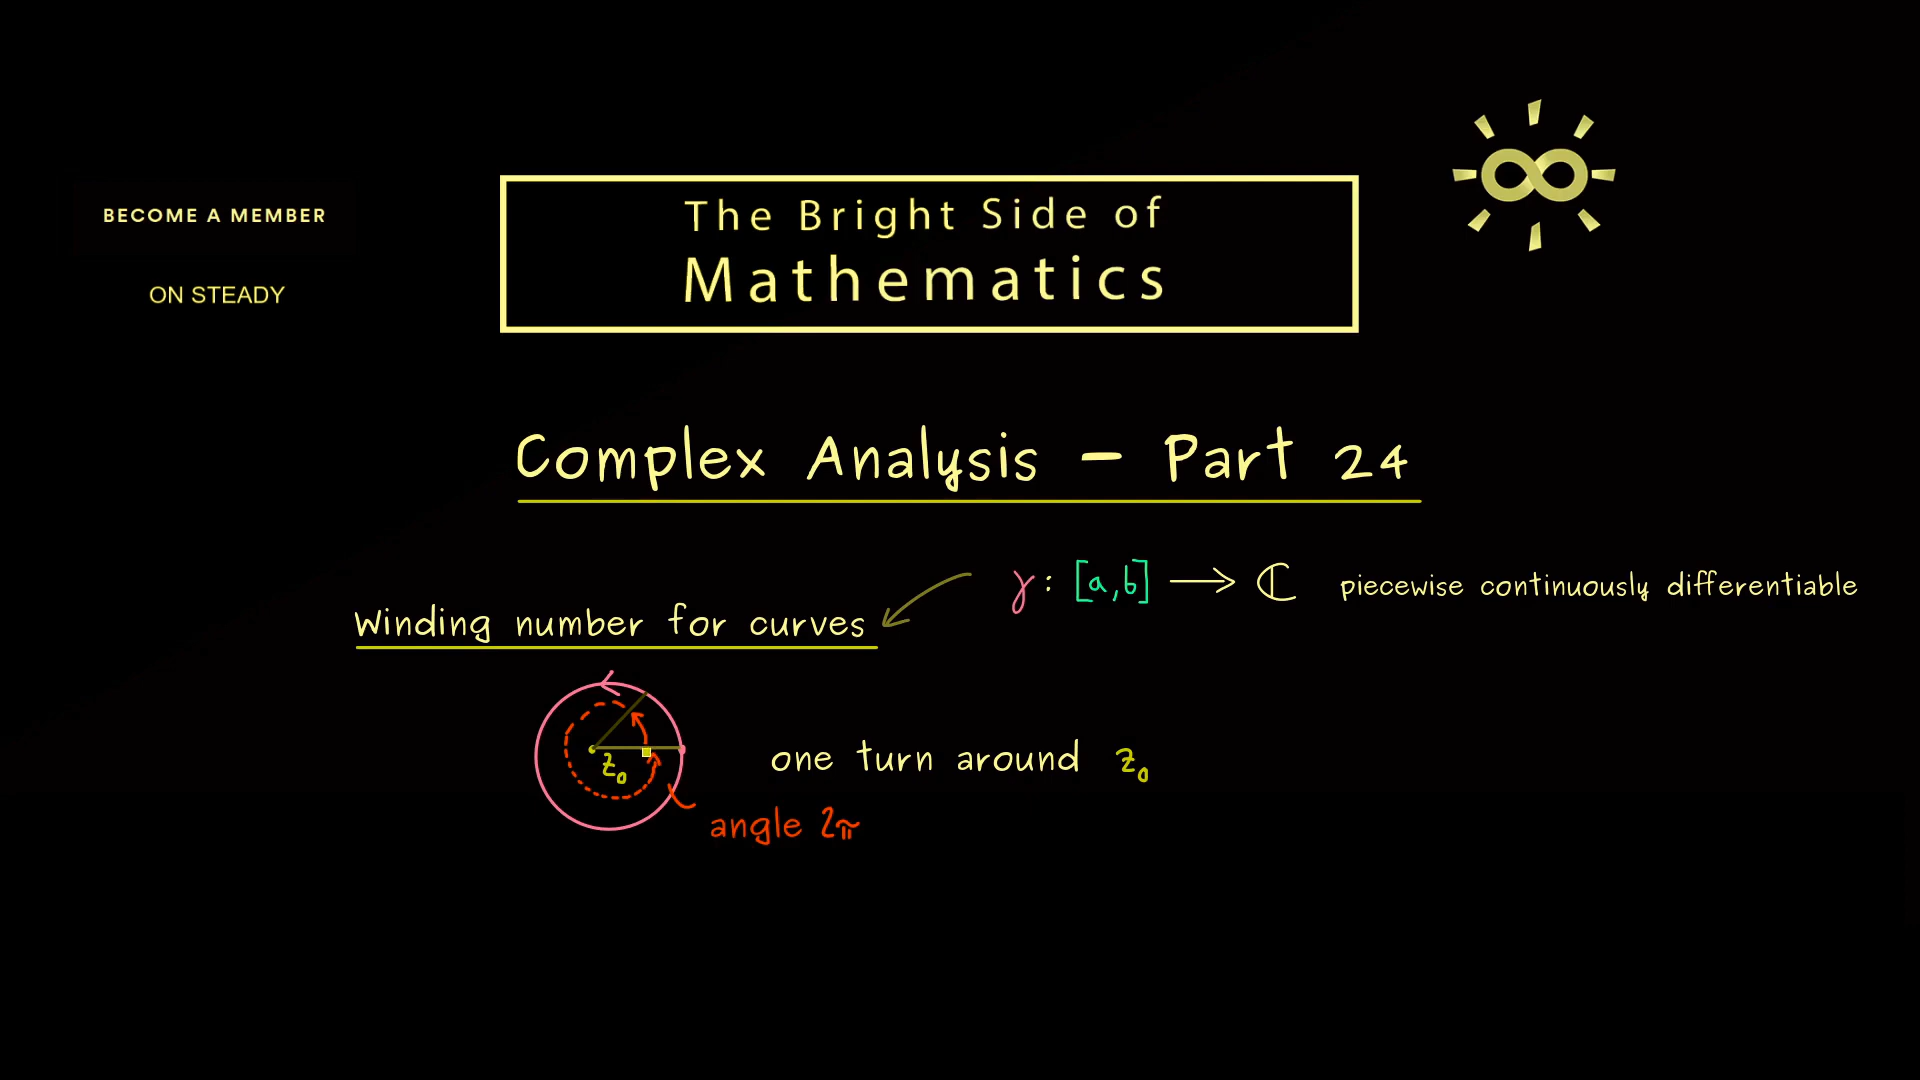 BECOME A MEMBER
ON STEADY
The Bright Side of
Mathematics
Complex Analysis – Part 24
γ : [a,b] ⟶ ℂ piecewise continuously differentiable
Winding number for curves
z₀
one turn around z₀
angle 2π